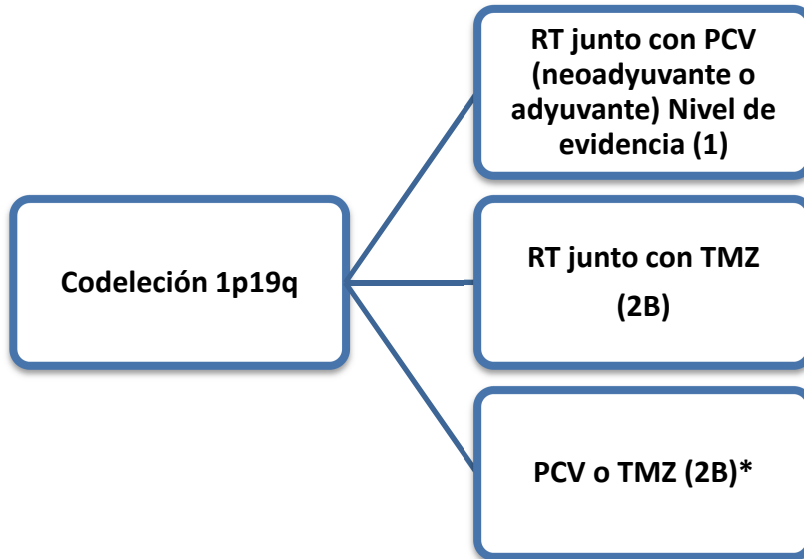 RT junto con PCV
(neoadyuvante o
adyuvante) Nivel de
evidencia (1)
Codeleción 1p19q
RT junto con TMZ
(2B)
PCV o TMZ (2B)*